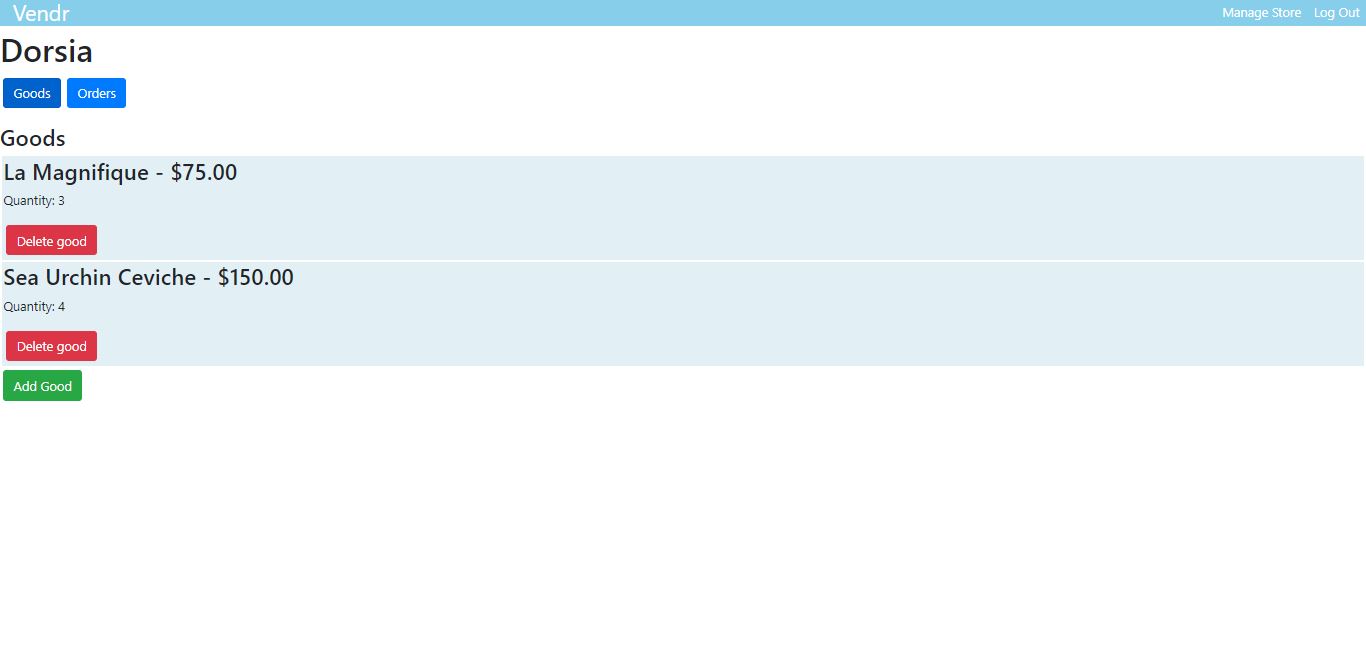 Vendr Manage Store Log Out
Dorsia
Goods Orders
Goods
La Magnifique - $75.00
Quantity: 3
Delete good
Sea Urchin Ceviche - $150.00
Quantity: 4
Delete good
Add Good